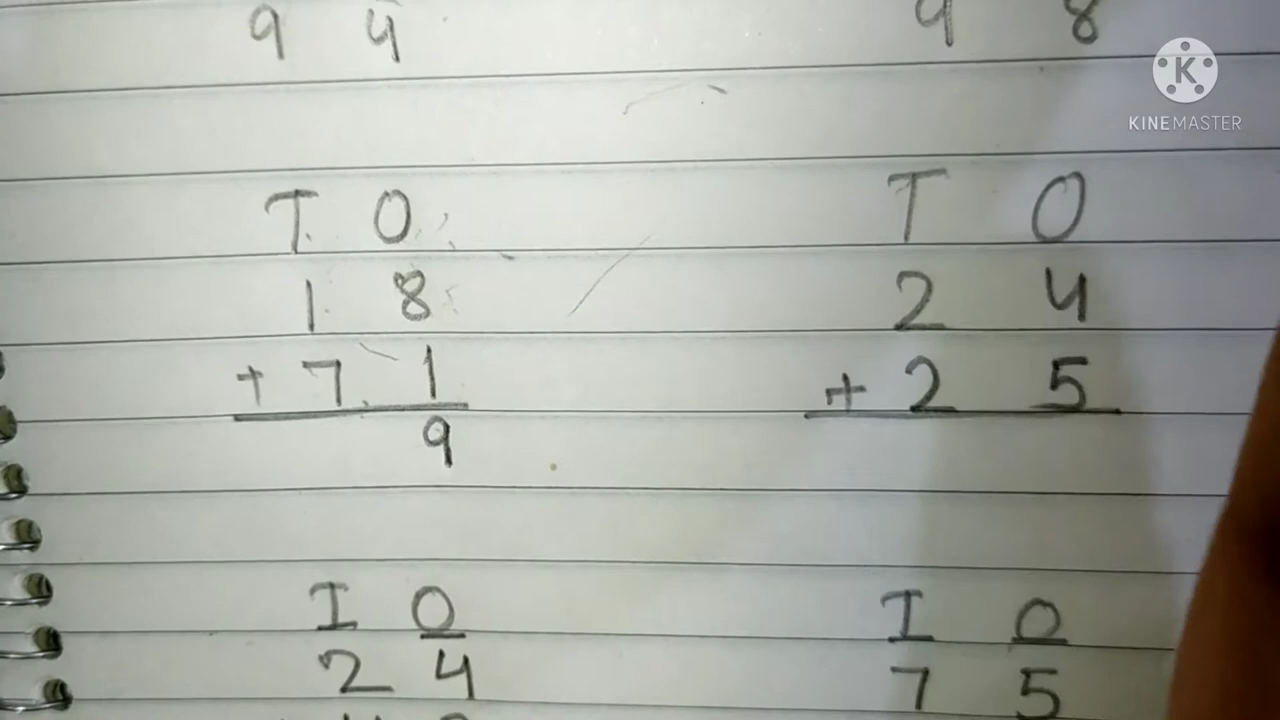 9 4 9 8
KINEMASTER
T O T O
1 8 2 4
+ 7 1 + 2 5
9
I O I O
2 4 7 5